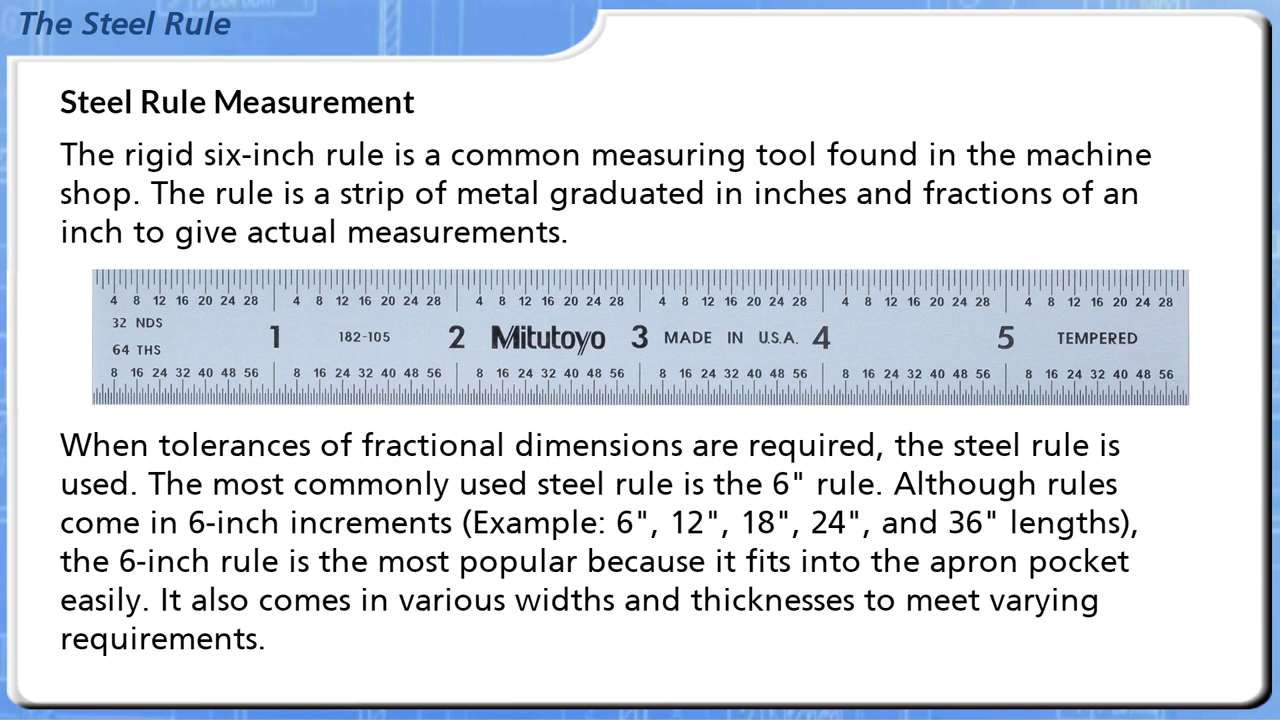 The Steel Rule
Steel Rule Measurement
The rigid six-inch rule is a common measuring tool found in the machine
shop. The rule is a strip of metal graduated in inches and fractions of an
inch to give actual measurements.
4 8 12 16 20 24 28 4 8 12 16 20 24 28 4 8 12 16 20 24 28 4 8 12 16 20 24 28 4 8 12 16 20 24 28 4 8 12 16 20 24 28
32 NDS
1 182-105 2 Mitutoyo 3 MADE IN U.S.A. 4 5 TEMPERED
64 THS
8 16 24 32 40 48 56 8 16 24 32 40 48 56 8 16 24 32 40 48 56 8 16 24 32 40 48 56 8 16 24 32 40 48 56 8 16 24 32 40 48 56
When tolerances of fractional dimensions are required, the steel rule is
used. The most commonly used steel rule is the 6" rule. Although rules
come in 6-inch increments (Example: 6", 12", 18", 24", and 36" lengths),
the 6-inch rule is the most popular because it fits into the apron pocket
easily. It also comes in various widths and thicknesses to meet varying
requirements.